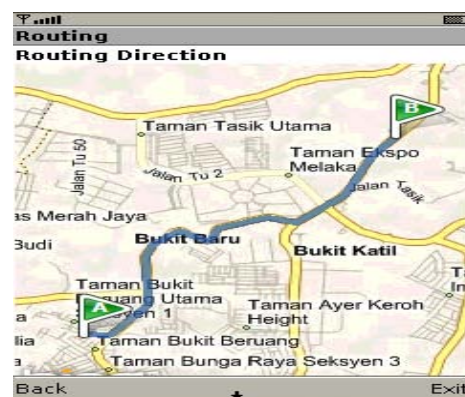 Routing
Routing Direction
B
Taman Tasik Utama
Jalan Tu 50
Taman Ekspo
Melaka
Jalan Tu 2
Jalan Tasik
as Merah Jaya
Budi
Bukit Baru
Bukit Katil
Taman Bukit
Beruang Utama
Seksyen 1
A
Taman Ayer Keroh
Height
Taman Bukit Beruang
Taman Bunga Raya Seksyen 3
Back
Exit